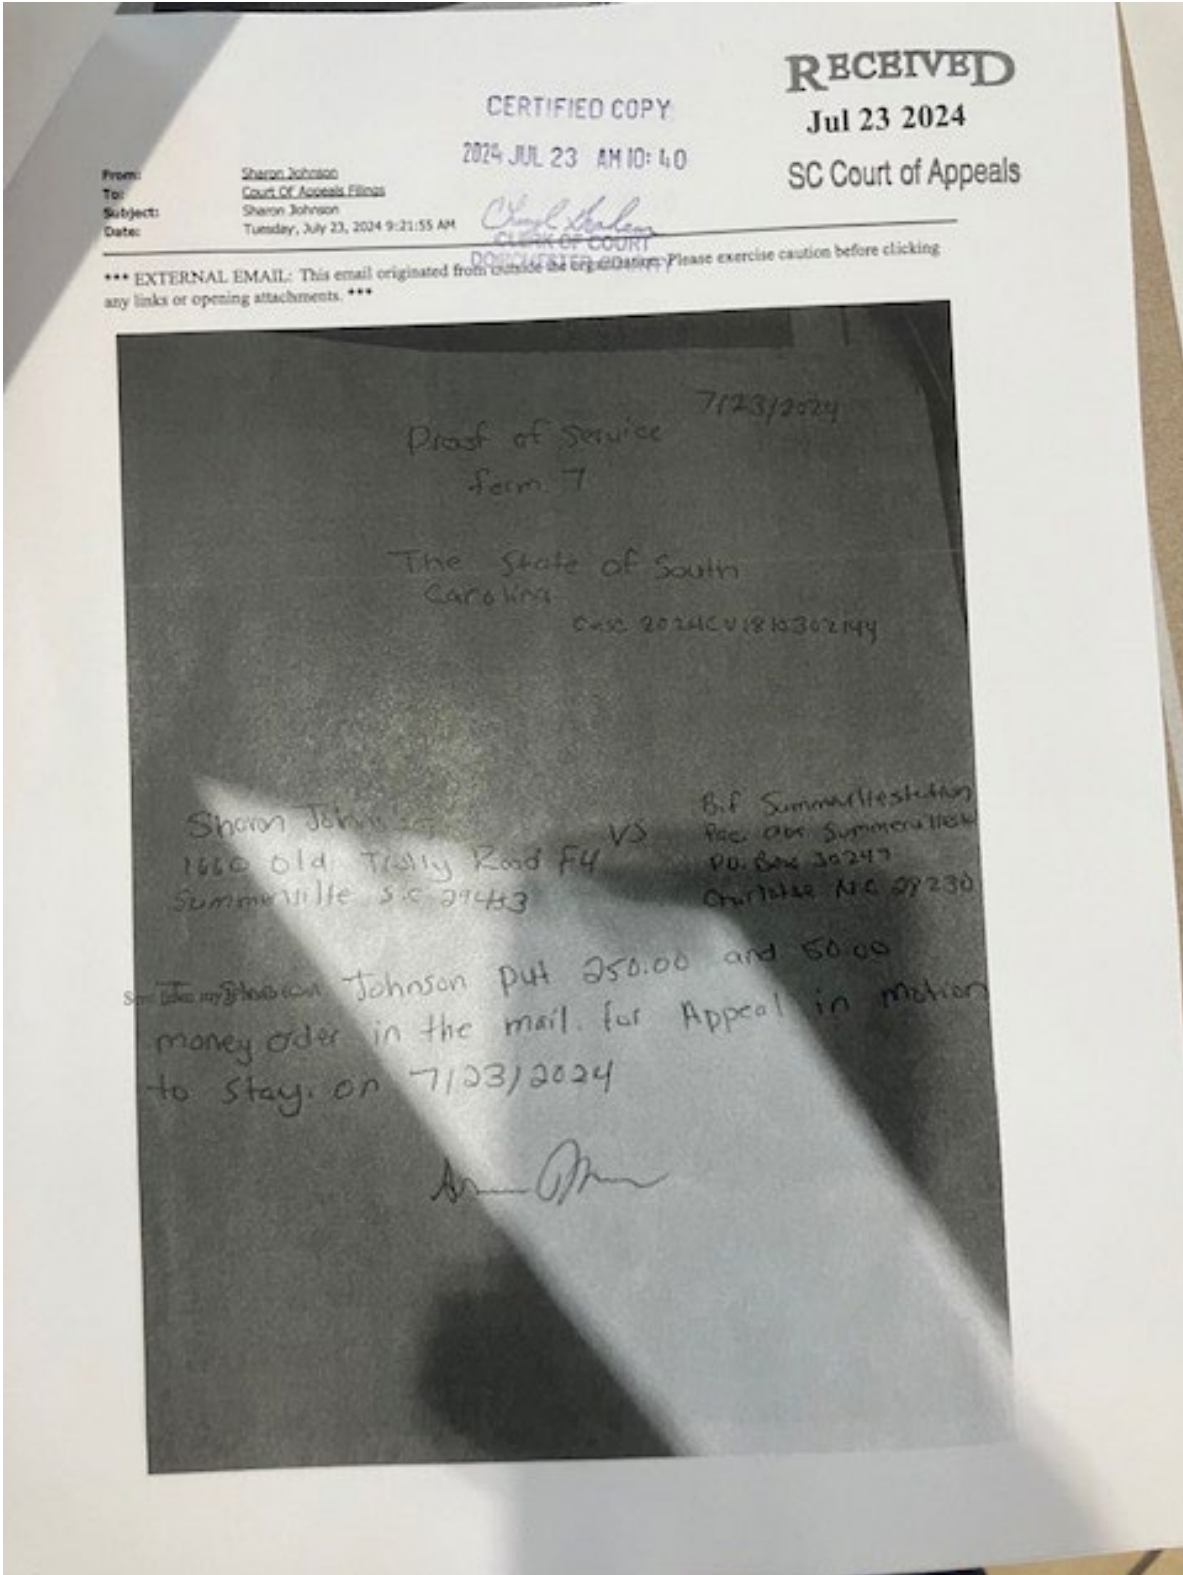 RECEIVED
Jul 23 2024
SC Court of Appeals
CERTIFIED COPY
2024 JUL 23 AM 10:40
CLERK OF COURT
DORCHESTER COUNTY
From: Sharon Johnson
To: Court Of Appeals Filings
Subject: Sharon Johnson
Date: Tuesday, July 23, 2024 9:21:55 AM
*** EXTERNAL EMAIL: This email originated from outside the organization. Please exercise caution before clicking
any links or opening attachments. ***
7/23/2024
Proof of Service
form 7
The State of South
Carolina
Case 2024CV1810302144
Sharon Johnson
1660 Old Trolly Road F4
Summerville S.C 29483
VS
P.O. Box 30247
Charlotte N.C 28230
Johnson put 250.00 and 50.00
money order in the mail. for Appeal in motion
to stay. on 7/23/2024